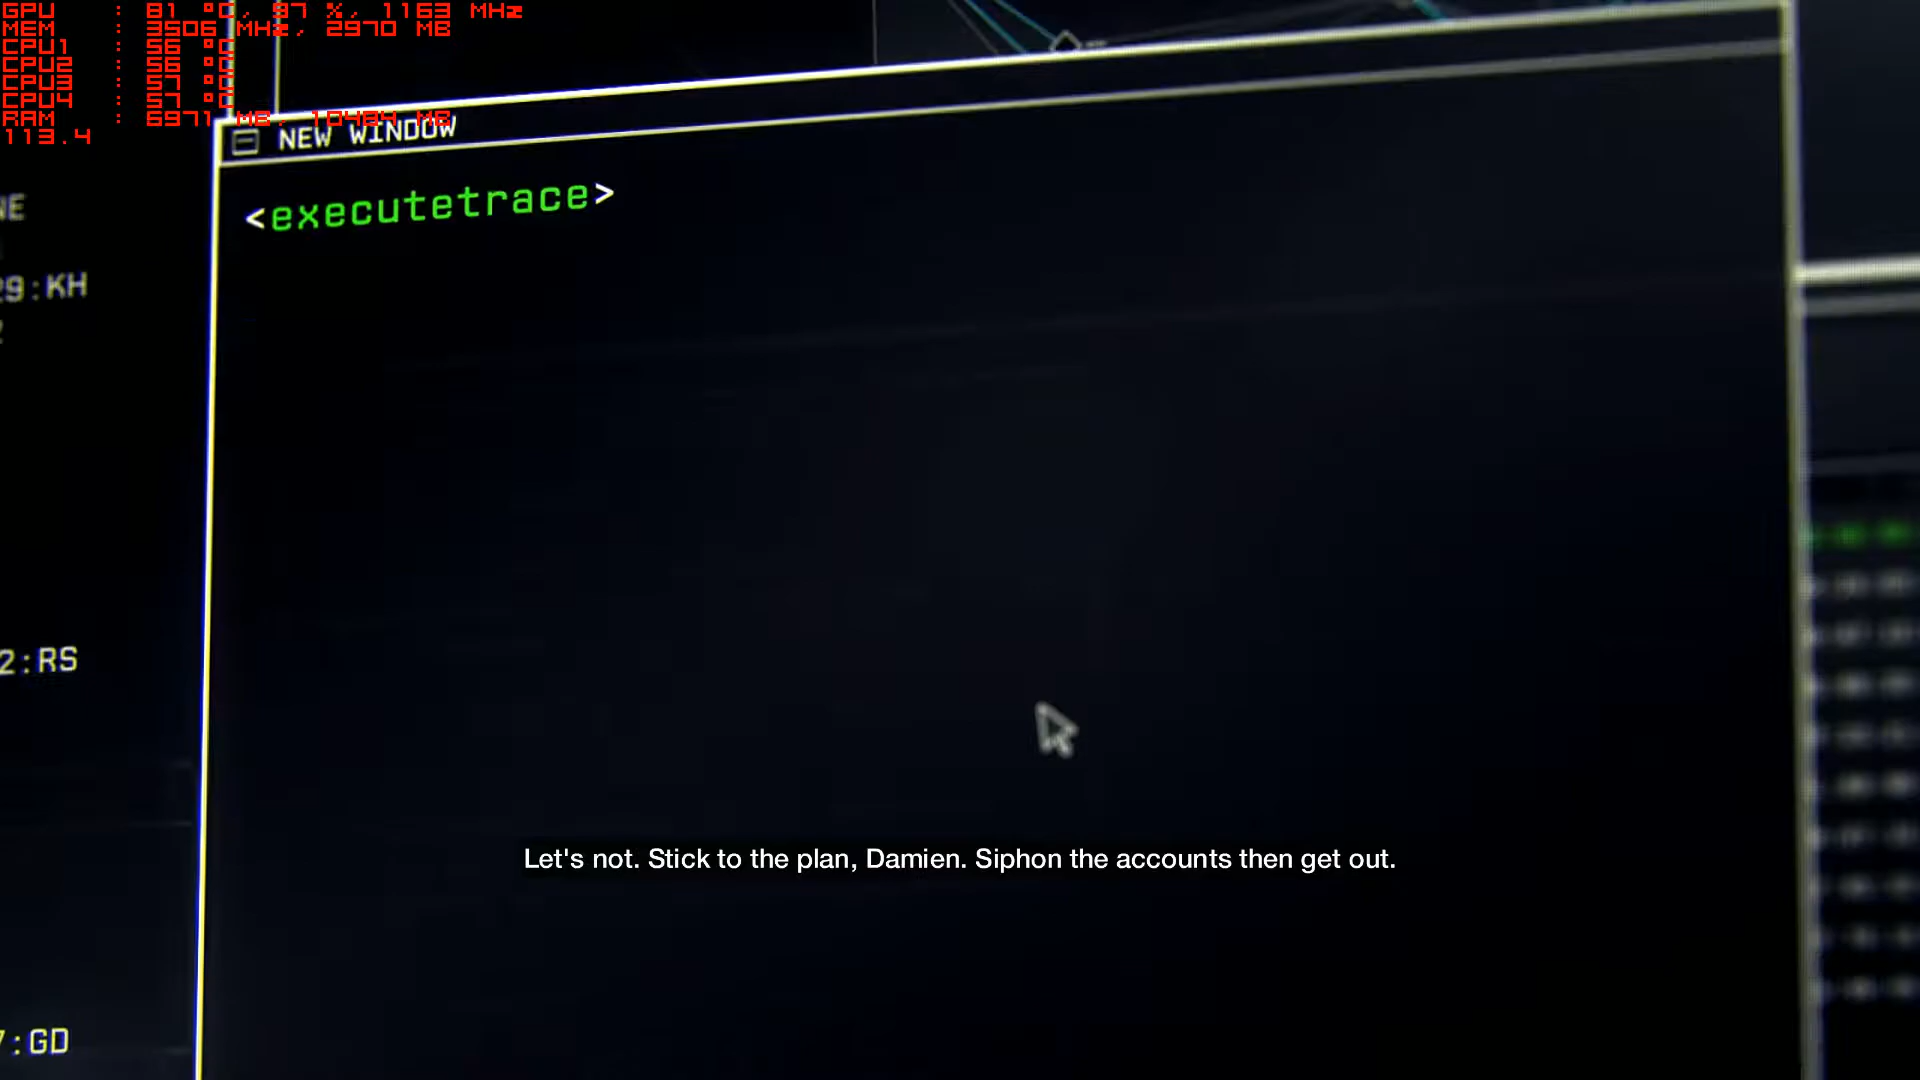 GPU : 81 °C, 97 %, 1163 MHz
MEM : 3506 MHz, 2970 MB
CPU1 : 56 °C
CPU2 : 56 °C
CPU3 : 57 °C
CPU4 : 57 °C
RAM : 6971 MB, 10484 MB
113.4
NEW WINDOW
<executetrace>
NE
29:KH
2:RS
Let's not. Stick to the plan, Damien. Siphon the accounts then get out.
7:GD